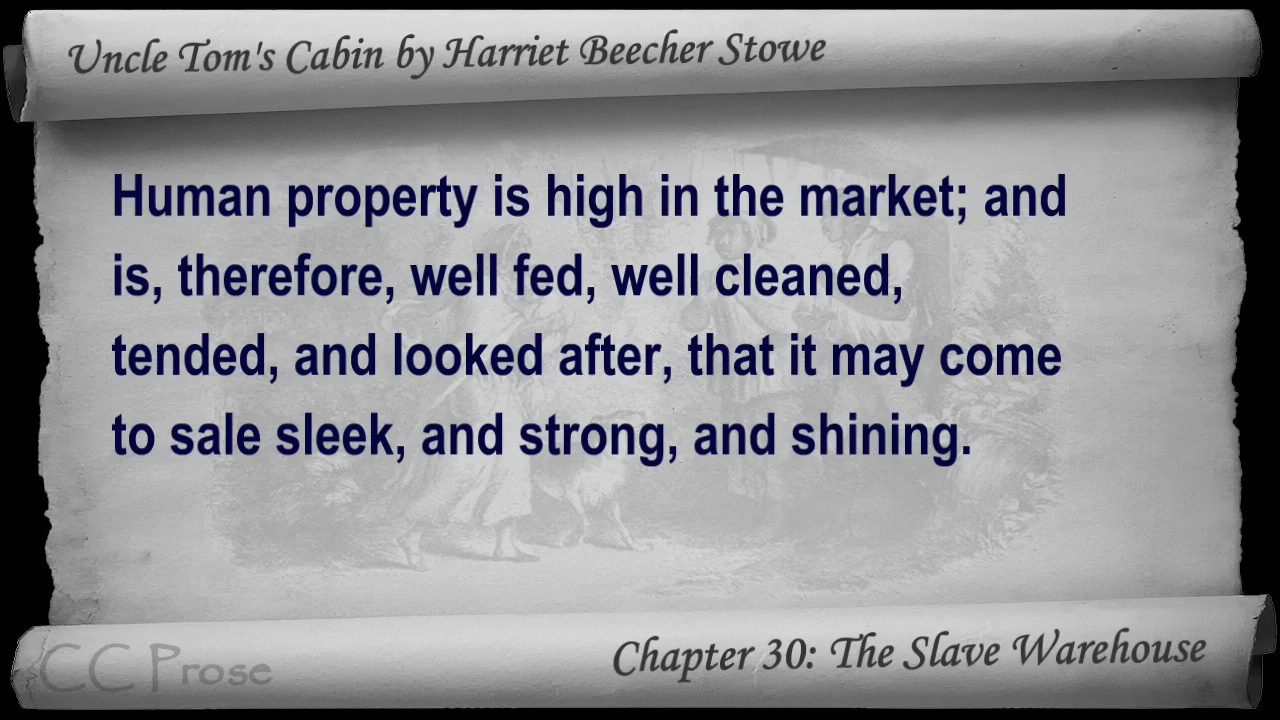 Uncle Tom's Cabin by Harriet Beecher Stowe
Human property is high in the market; and
is, therefore, well fed, well cleaned,
tended, and looked after, that it may come
to sale sleek, and strong, and shining.
CC Prose
Chapter 30: The Slave Warehouse